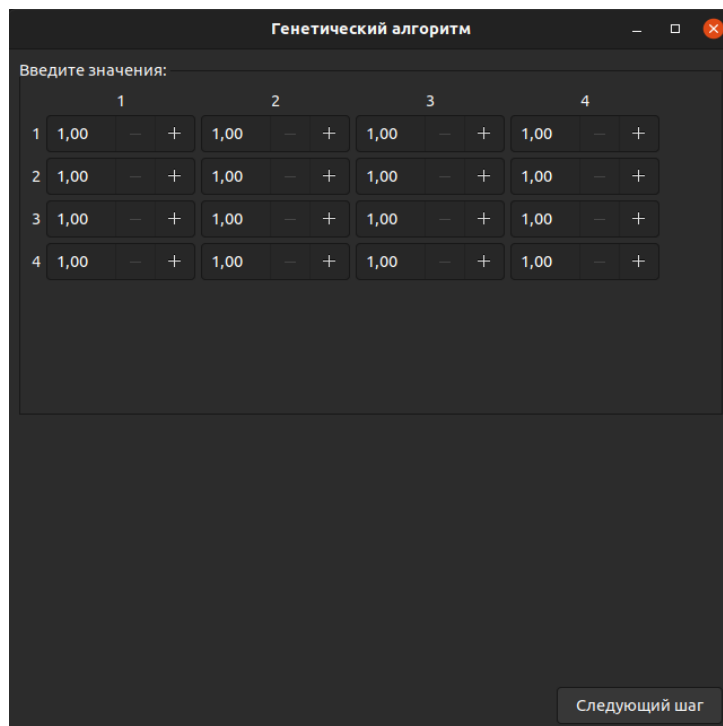 Генетический алгоритм
Введите значения:
1 2 3 4
1 1,00 − + 1,00 − + 1,00 − + 1,00 − +
2 1,00 − + 1,00 − + 1,00 − + 1,00 − +
3 1,00 − + 1,00 − + 1,00 − + 1,00 − +
4 1,00 − + 1,00 − + 1,00 − + 1,00 − +
Следующий шаг